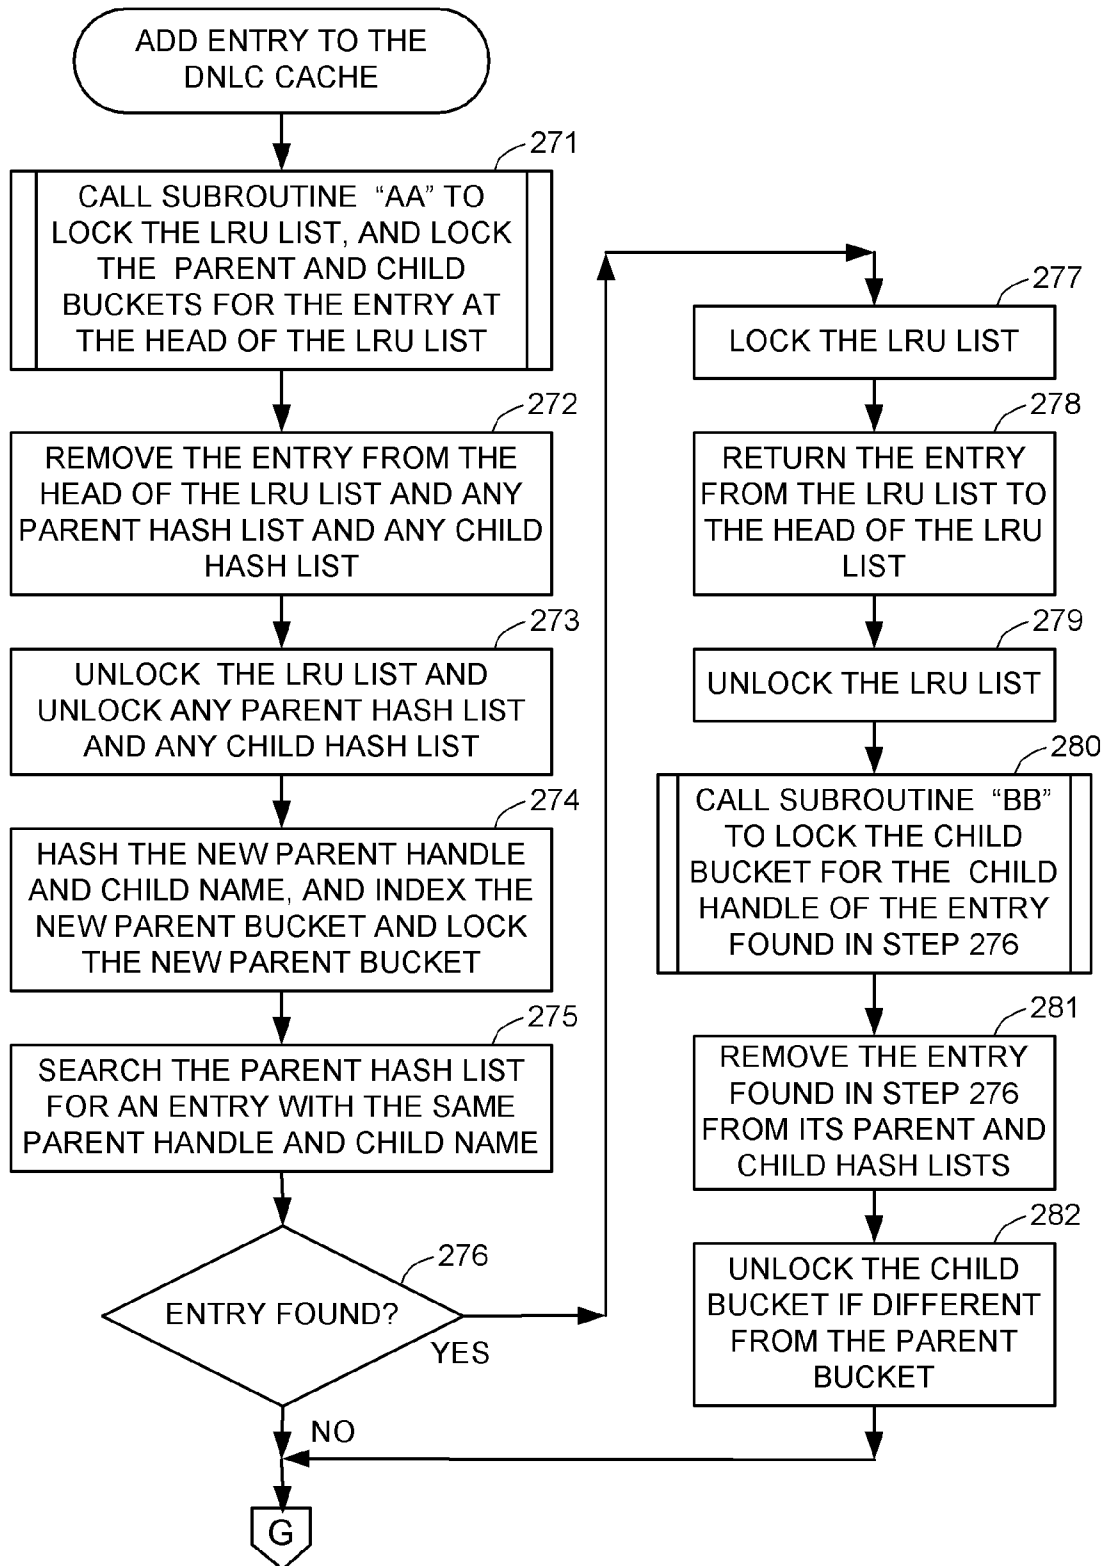 ADD ENTRY TO THE
DNLC CACHE
271
CALL SUBROUTINE "AA" TO
LOCK THE LRU LIST, AND LOCK
THE PARENT AND CHILD
BUCKETS FOR THE ENTRY AT
THE HEAD OF THE LRU LIST
272
REMOVE THE ENTRY FROM THE
HEAD OF THE LRU LIST AND ANY
PARENT HASH LIST AND ANY CHILD
HASH LIST
273
UNLOCK THE LRU LIST AND
UNLOCK ANY PARENT HASH LIST
AND ANY CHILD HASH LIST
274
HASH THE NEW PARENT HANDLE
AND CHILD NAME, AND INDEX THE
NEW PARENT BUCKET AND LOCK
THE NEW PARENT BUCKET
275
SEARCH THE PARENT HASH LIST
FOR AN ENTRY WITH THE SAME
PARENT HANDLE AND CHILD NAME
276
ENTRY FOUND?
YES
NO
277
LOCK THE LRU LIST
278
RETURN THE ENTRY
FROM THE LRU LIST TO
THE HEAD OF THE LRU
LIST
279
UNLOCK THE LRU LIST
280
CALL SUBROUTINE "BB"
TO LOCK THE CHILD
BUCKET FOR THE CHILD
HANDLE OF THE ENTRY
FOUND IN STEP 276
281
REMOVE THE ENTRY
FOUND IN STEP 276
FROM ITS PARENT AND
CHILD HASH LISTS
282
UNLOCK THE CHILD
BUCKET IF DIFFERENT
FROM THE PARENT
BUCKET
G